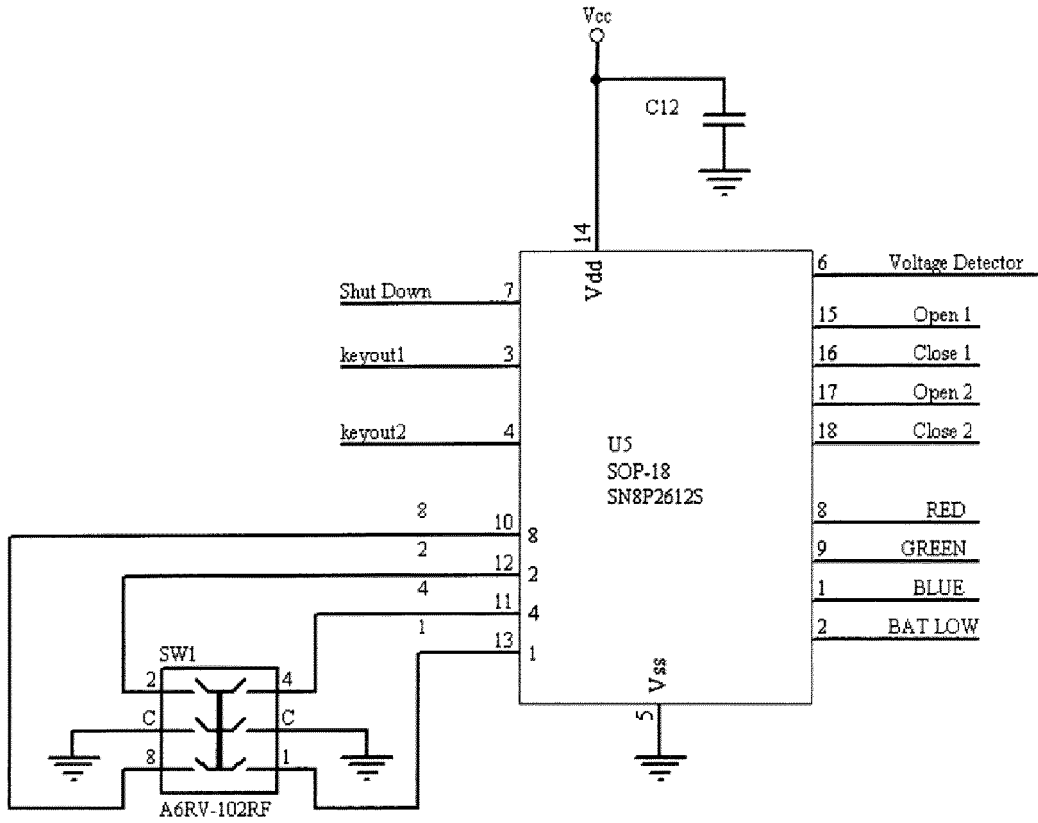 Vcc
C12
14
Vdd
Shut Down 7
6 Voltage Detector
15 Open 1
keyout1 3
16 Close 1
17 Open 2
keyout2 4
18 Close 2
U5
SOP-18
SN8P2612S
8 10 8
8 RED
2 12 2
9 GREEN
4 11 4
1 BLUE
1 13 1
2 BAT LOW
SW1
Vss
5
2 4
C C
8 1
A6RV-102RF